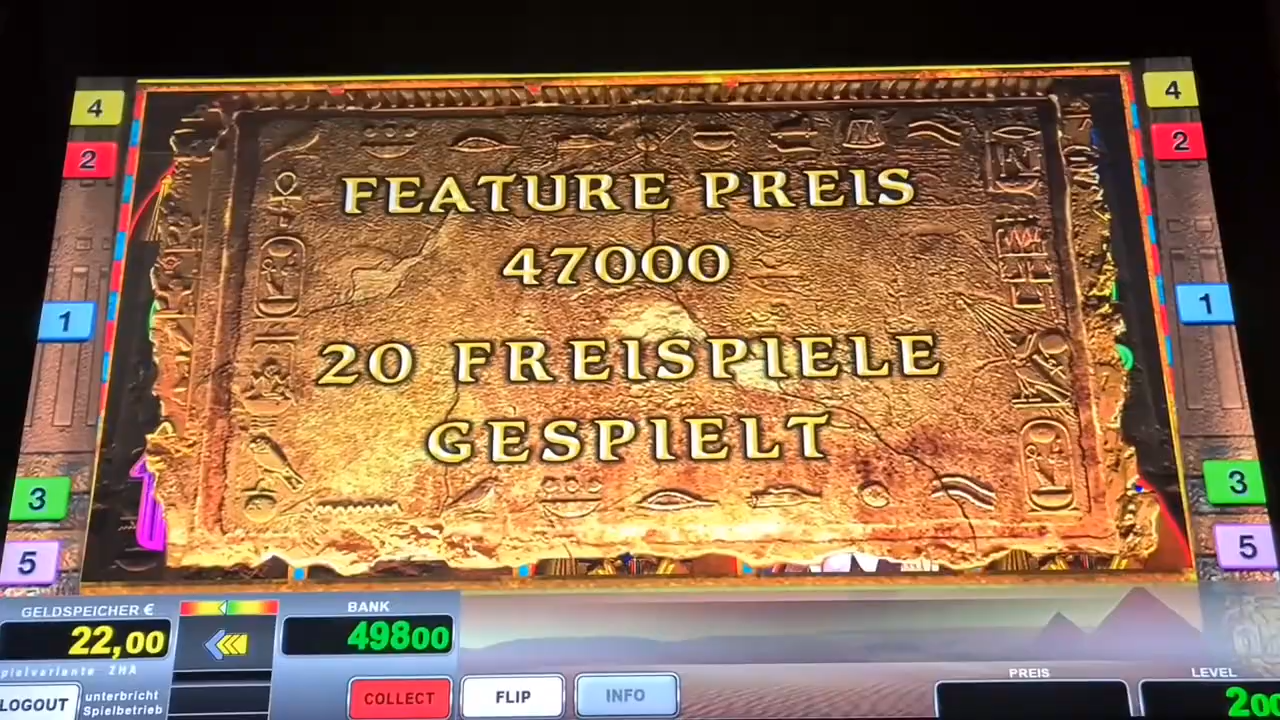 4
4
2
2
FEATURE PREIS
47000
1
1
20 FREISPIELE
GESPIELT
3
3
5
5
GELDSPEICHER €
BANK
22,00
49800
ZHA
PREIS
LEVEL
LOGOUT
unterbricht
Spielbetrieb
COLLECT
FLIP
INFO